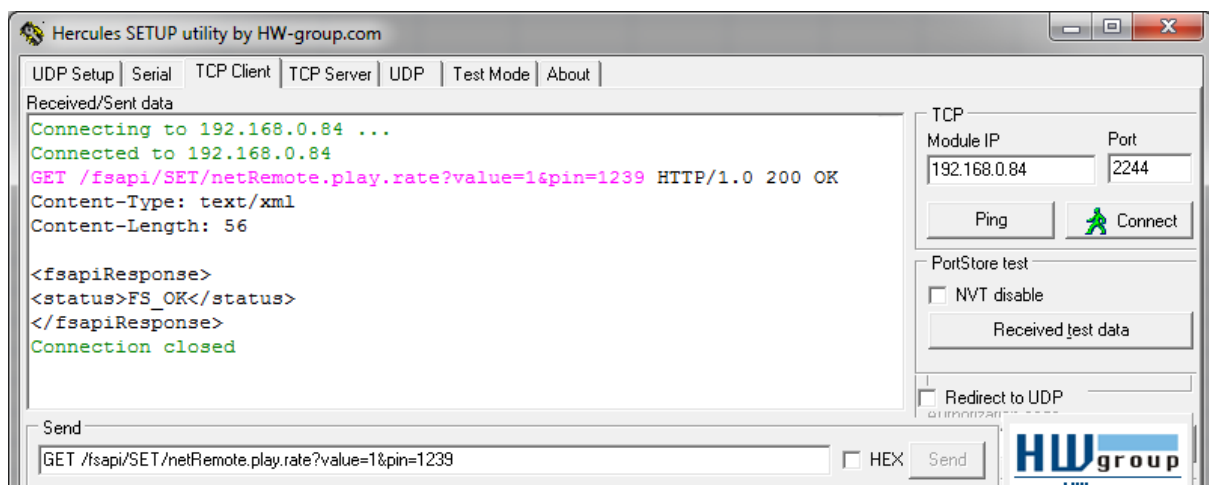 Hercules SETUP utility by HW-group.com
UDP Setup Serial TCP Client TCP Server UDP Test Mode About
Received/Sent data
Connecting to 192.168.0.84 ...
Connected to 192.168.0.84
GET /fsapi/SET/netRemote.play.rate?value=1&pin=1239 HTTP/1.0 200 OK
Content-Type: text/xml
Content-Length: 56
<fsapiResponse>
<status>FS_OK</status>
</fsapiResponse>
Connection closed
TCP
Module IP Port
192.168.0.84 2244
Ping Connect
PortStore test
NVT disable
Received test data
Redirect to UDP
Send
GET /fsapi/SET/netRemote.play.rate?value=1&pin=1239 HEX Send
HW group